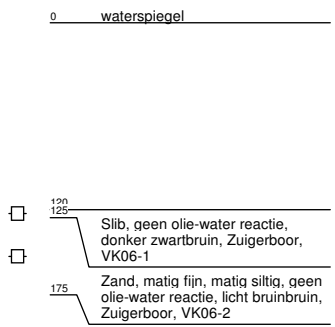 0 waterspiegel
120
125
Slib, geen olie-water reactie,
donker zwartbruin, Zuigerboor,
VK06-1
175
Zand, matig fijn, matig siltig, geen
olie-water reactie, licht bruinbruin,
Zuigerboor, VK06-2